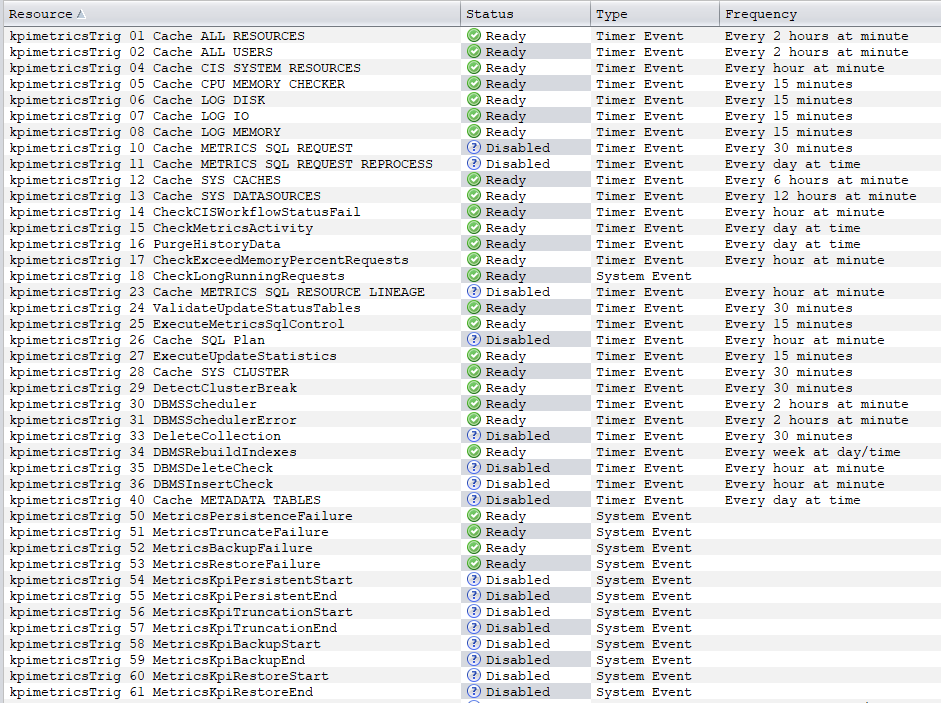 Resource Status Type Frequency
kpimetricsTrig 01 Cache ALL RESOURCES Ready Timer Event Every 2 hours at minute
kpimetricsTrig 02 Cache ALL USERS Ready Timer Event Every 2 hours at minute
kpimetricsTrig 04 Cache CIS SYSTEM RESOURCES Ready Timer Event Every hour at minute
kpimetricsTrig 05 Cache CPU MEMORY CHECKER Ready Timer Event Every 15 minutes
kpimetricsTrig 06 Cache LOG DISK Ready Timer Event Every 15 minutes
kpimetricsTrig 07 Cache LOG IO Ready Timer Event Every 15 minutes
kpimetricsTrig 08 Cache LOG MEMORY Ready Timer Event Every 15 minutes
kpimetricsTrig 10 Cache METRICS SQL REQUEST Disabled Timer Event Every 30 minutes
kpimetricsTrig 11 Cache METRICS SQL REQUEST REPROCESS Disabled Timer Event Every day at time
kpimetricsTrig 12 Cache SYS CACHES Ready Timer Event Every 6 hours at minute
kpimetricsTrig 13 Cache SYS DATASOURCES Ready Timer Event Every 12 hours at minute
kpimetricsTrig 14 CheckCISWorkflowStatusFail Ready Timer Event Every hour at minute
kpimetricsTrig 15 CheckMetricsActivity Ready Timer Event Every day at time
kpimetricsTrig 16 PurgeHistoryData Ready Timer Event Every day at time
kpimetricsTrig 17 CheckExceedMemoryPercentRequests Ready Timer Event Every hour at minute
kpimetricsTrig 18 CheckLongRunningRequests Ready System Event
kpimetricsTrig 23 Cache METRICS SQL RESOURCE LINEAGE Disabled Timer Event Every hour at minute
kpimetricsTrig 24 ValidateUpdateStatusTables Ready Timer Event Every 30 minutes
kpimetricsTrig 25 ExecuteMetricsSqlControl Ready Timer Event Every 15 minutes
kpimetricsTrig 26 Cache SQL Plan Disabled Timer Event Every hour at minute
kpimetricsTrig 27 ExecuteUpdateStatistics Ready Timer Event Every 15 minutes
kpimetricsTrig 28 Cache SYS CLUSTER Ready Timer Event Every 30 minutes
kpimetricsTrig 29 DetectClusterBreak Ready Timer Event Every 30 minutes
kpimetricsTrig 30 DBMSScheduler Ready Timer Event Every 2 hours at minute
kpimetricsTrig 31 DBMSSchedulerError Ready Timer Event Every 2 hours at minute
kpimetricsTrig 33 DeleteCollection Disabled Timer Event Every 30 minutes
kpimetricsTrig 34 DBMSRebuildIndexes Ready Timer Event Every week at day/time
kpimetricsTrig 35 DBMSDeleteCheck Disabled Timer Event Every hour at minute
kpimetricsTrig 36 DBMSInsertCheck Disabled Timer Event Every hour at minute
kpimetricsTrig 40 Cache METADATA TABLES Disabled Timer Event Every day at time
kpimetricsTrig 50 MetricsPersistenceFailure Ready System Event
kpimetricsTrig 51 MetricsTruncateFailure Ready System Event
kpimetricsTrig 52 MetricsBackupFailure Ready System Event
kpimetricsTrig 53 MetricsRestoreFailure Ready System Event
kpimetricsTrig 54 MetricsKpiPersistentStart Disabled System Event
kpimetricsTrig 55 MetricsKpiPersistentEnd Disabled System Event
kpimetricsTrig 56 MetricsKpiTruncationStart Disabled System Event
kpimetricsTrig 57 MetricsKpiTruncationEnd Disabled System Event
kpimetricsTrig 58 MetricsKpiBackupStart Disabled System Event
kpimetricsTrig 59 MetricsKpiBackupEnd Disabled System Event
kpimetricsTrig 60 MetricsKpiRestoreStart Disabled System Event
kpimetricsTrig 61 MetricsKpiRestoreEnd Disabled System Event